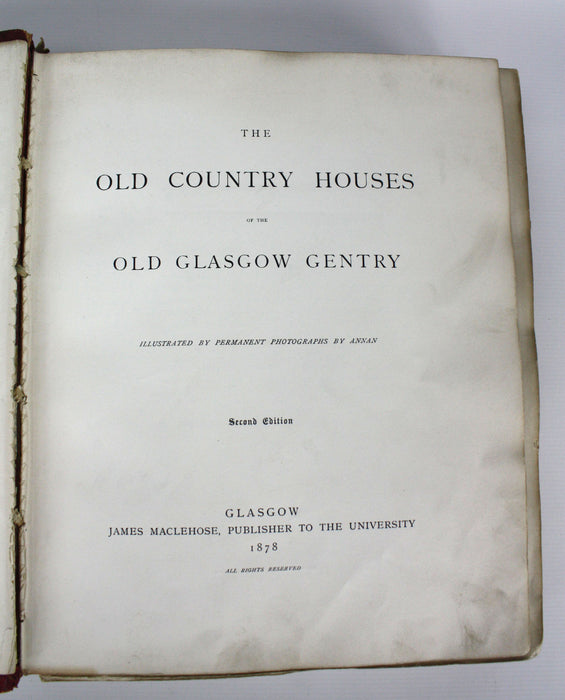 THE
OLD COUNTRY HOUSES
OF THE
OLD GLASGOW GENTRY
ILLUSTRATED BY PERMANENT PHOTOGRAPHS BY ANNAN
Second Edition
GLASGOW
JAMES MACLEHOSE, PUBLISHER TO THE UNIVERSITY
1878
ALL RIGHTS RESERVED